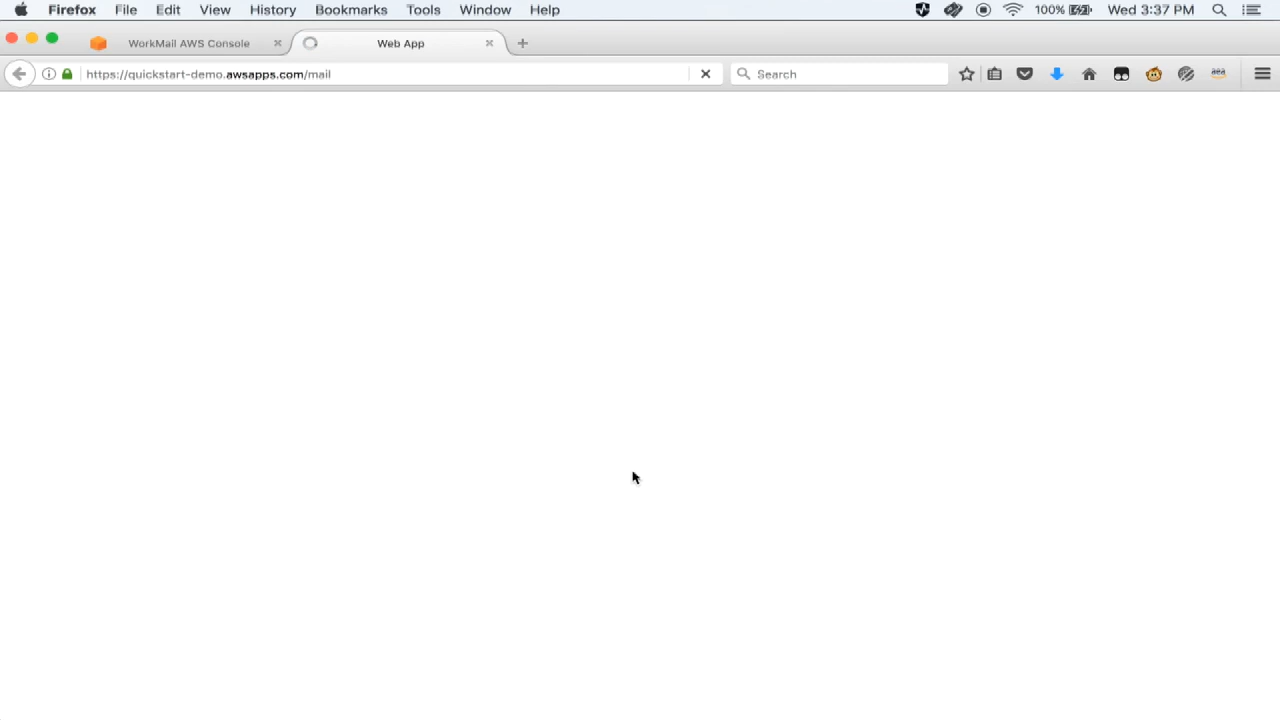 Firefox File Edit View History Bookmarks Tools Window Help 100% Wed 3:37 PM
WorkMail AWS Console Web App
https://quickstart-demo.awsapps.com/mail Search aea